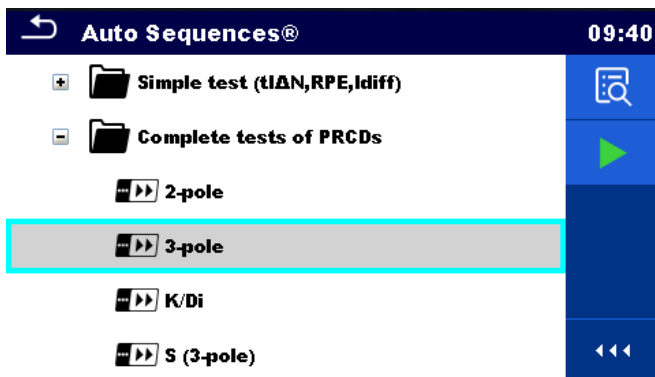 Auto Sequences® 09:40
Simple test (tIΔN,RPE,Idiff)
Complete tests of PRCDs
2-pole
3-pole
K/Di
S (3-pole)